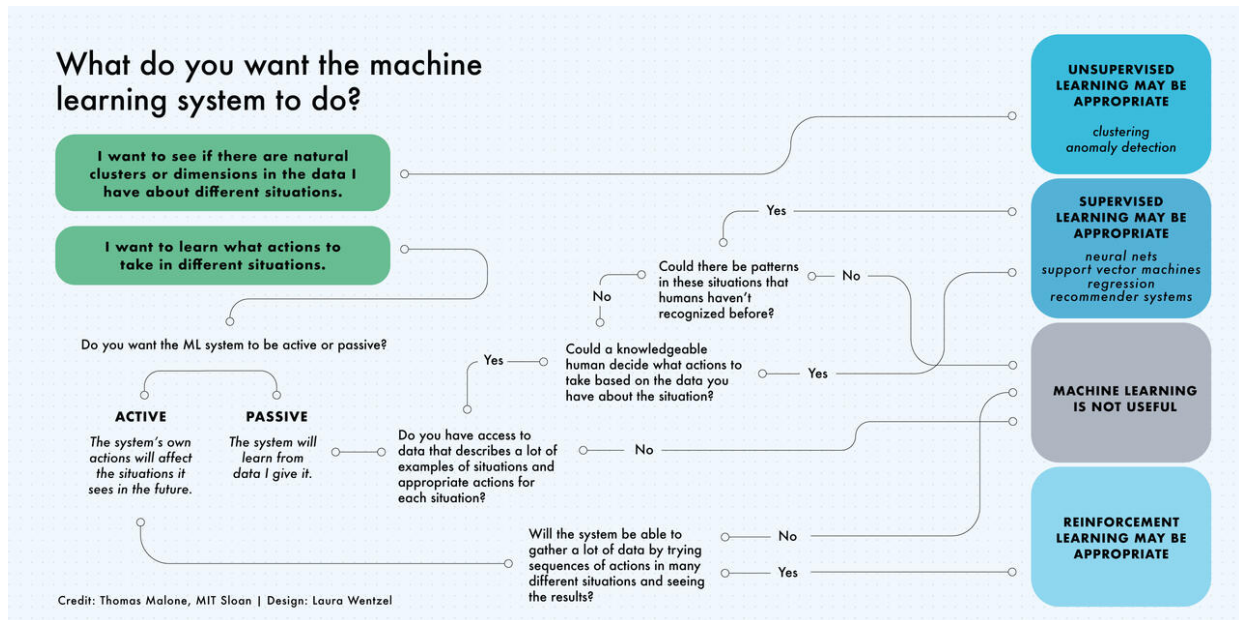 What do you want the machine
learning system to do?
I want to see if there are natural
clusters or dimensions in the data I
have about different situations.
I want to learn what actions to
take in different situations.
Do you want the ML system to be active or passive?
ACTIVE
The system’s own
actions will affect
the situations it
sees in the future.
PASSIVE
The system will
learn from
data I give it.
Do you have access to
data that describes a lot of
examples of situations and
appropriate actions for
each situation?
Yes
No
Could a knowledgeable
human decide what actions to
take based on the data you
have about the situation?
No
Yes
Could there be patterns
in these situations that
humans haven’t
recognized before?
Yes
No
Will the system be able to
gather a lot of data by trying
sequences of actions in many
different situations and seeing
the results?
No
Yes
UNSUPERVISED
LEARNING MAY BE
APPROPRIATE
clustering
anomaly detection
SUPERVISED
LEARNING MAY BE
APPROPRIATE
neural nets
support vector machines
regression
recommender systems
MACHINE LEARNING
IS NOT USEFUL
REINFORCEMENT
LEARNING MAY BE
APPROPRIATE
Credit: Thomas Malone, MIT Sloan | Design: Laura Wentzel